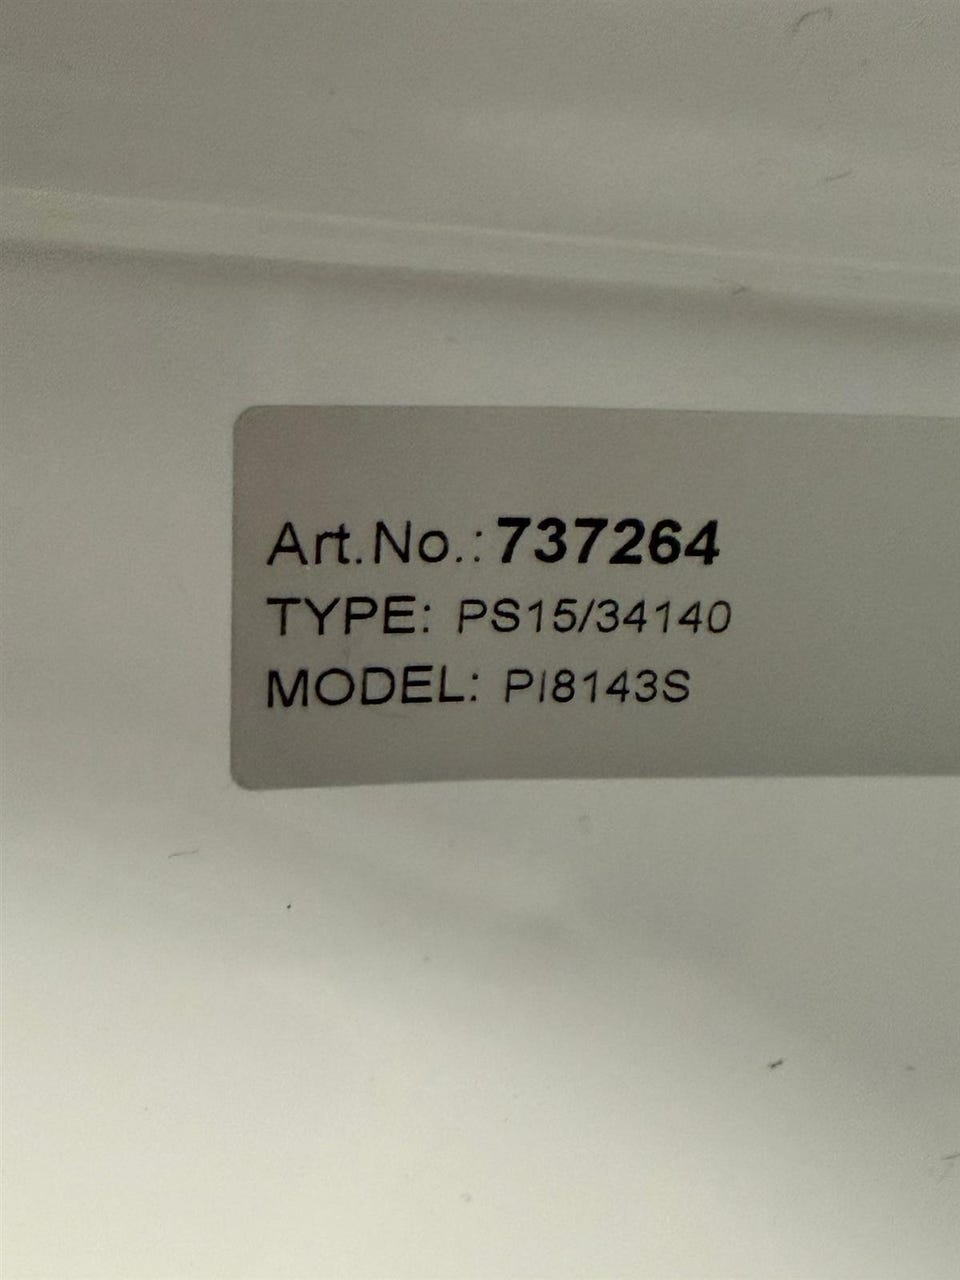 Art.No.: 737264
TYPE: PS15/34140
MODEL: PI8143S